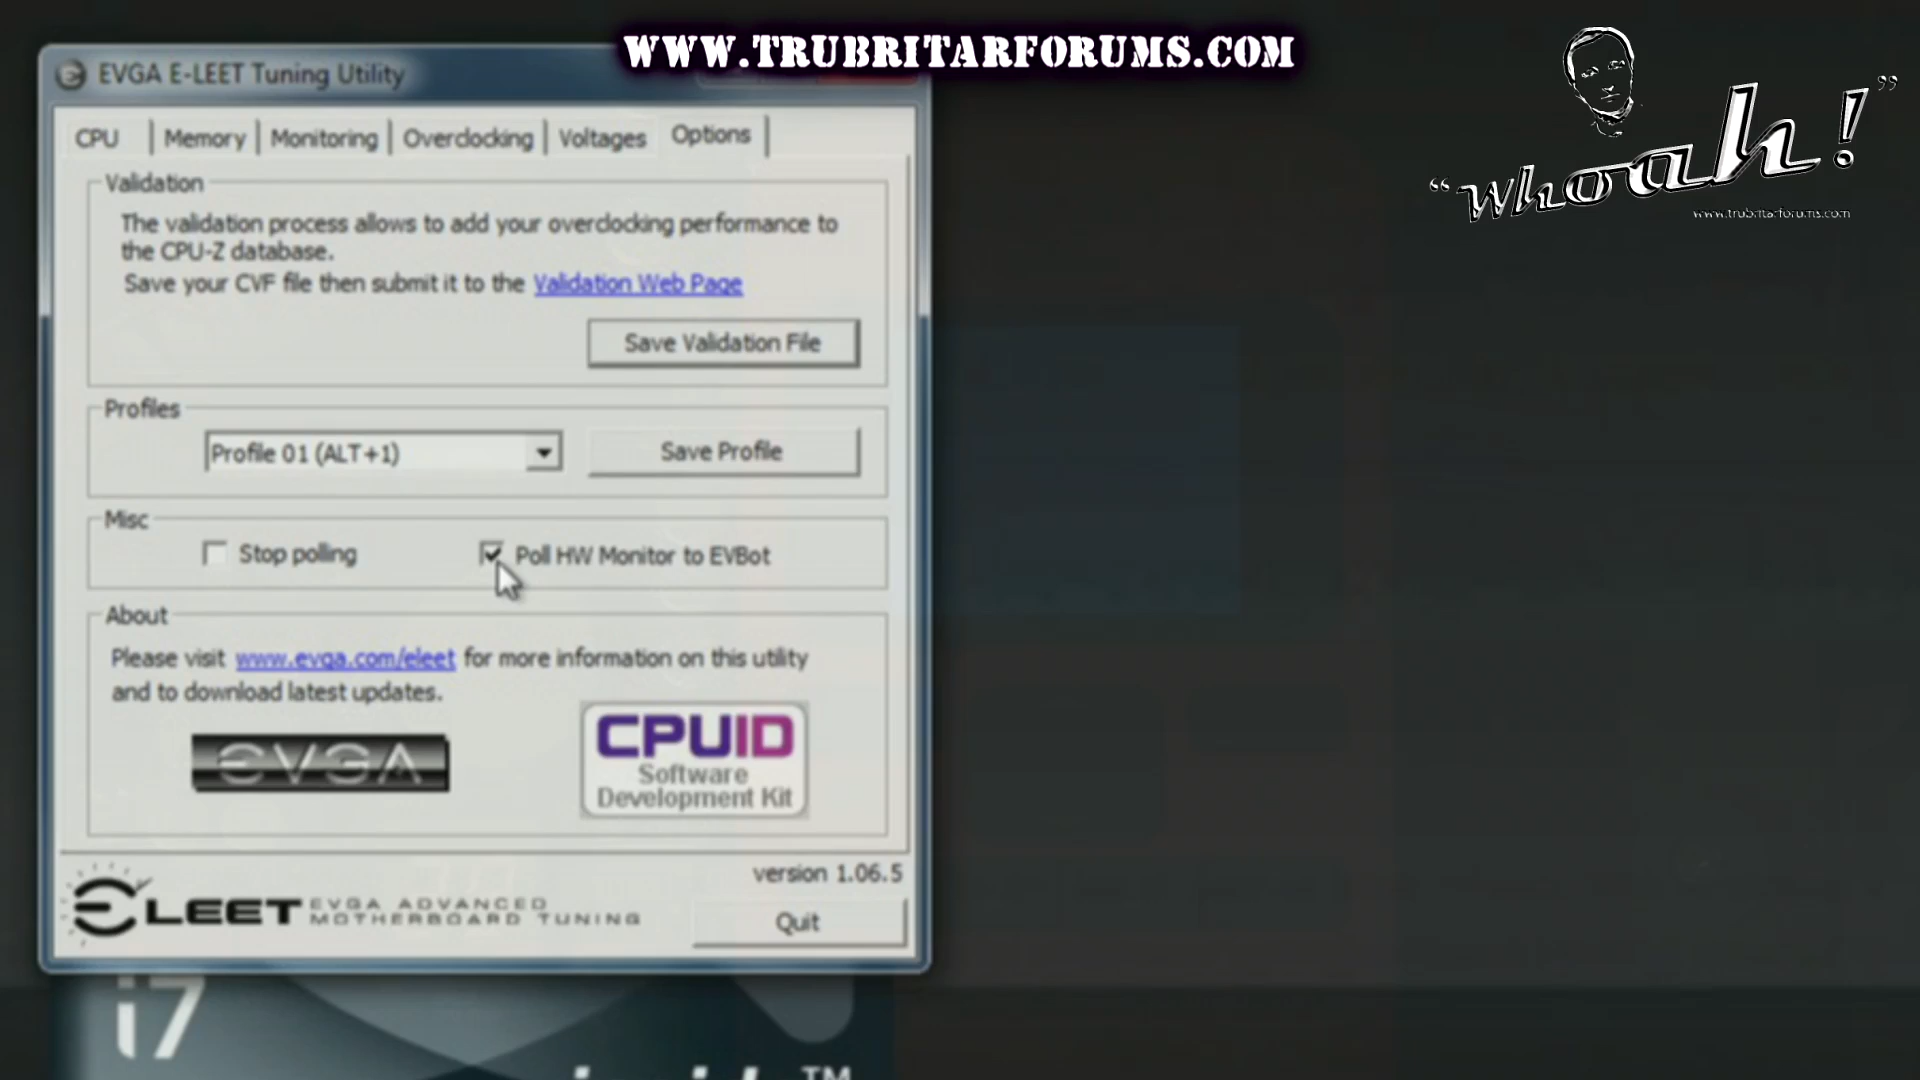 WWW.TRUBRITARFORUMS.COM
EVGA E-LEET Tuning Utility
"Whoah!"
www.trubritarforums.com
CPU Memory Monitoring Overclocking Voltages Options
Validation
The validation process allows to add your overclocking performance to
the CPU-Z database.
Save your CVF file then submit it to the Validation Web Page
Save Validation File
Profiles
Profile 01 (ALT+1) Save Profile
Misc
Stop polling Poll HW Monitor to EVBot
About
Please visit www.evga.com/eleet for more information on this utility
and to download latest updates.
EVGA
CPUID
Software
Development Kit
version 1.06.5
ELEET EVGA ADVANCED
MOTHERBOARD TUNING
Quit
i7
inside™